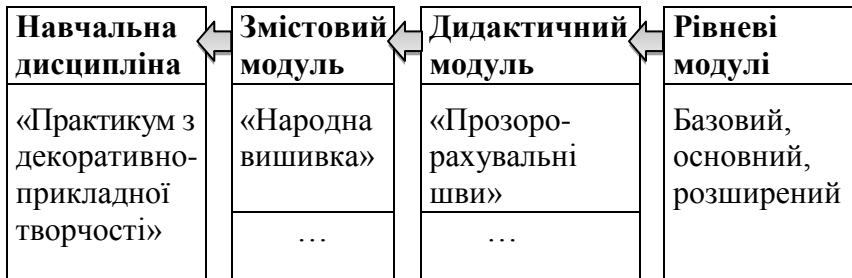 Навчальна
дисципліна
«Практикум з
декоративно-
прикладної
творчості»
Змістовий
модуль
«Народна
вишивка»
…
Дидактичний
модуль
«Прозоро-
рахувальні
шви»
…
Рівневі
модулі
Базовий,
основний,
розширений